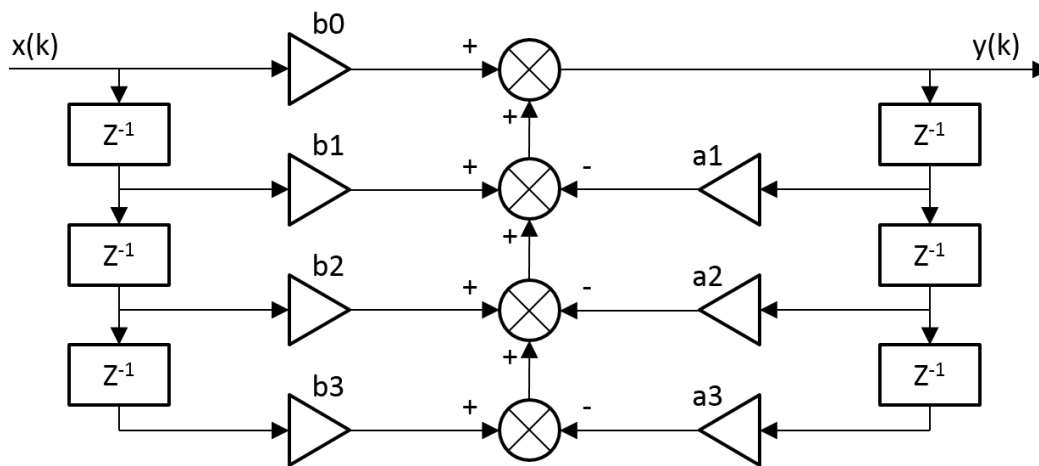 b0
x(k) + y(k)
Z-1 + Z-1
b1 + - a1
Z-1 + Z-1
b2 + - a2
Z-1 + Z-1
b3 + - a3